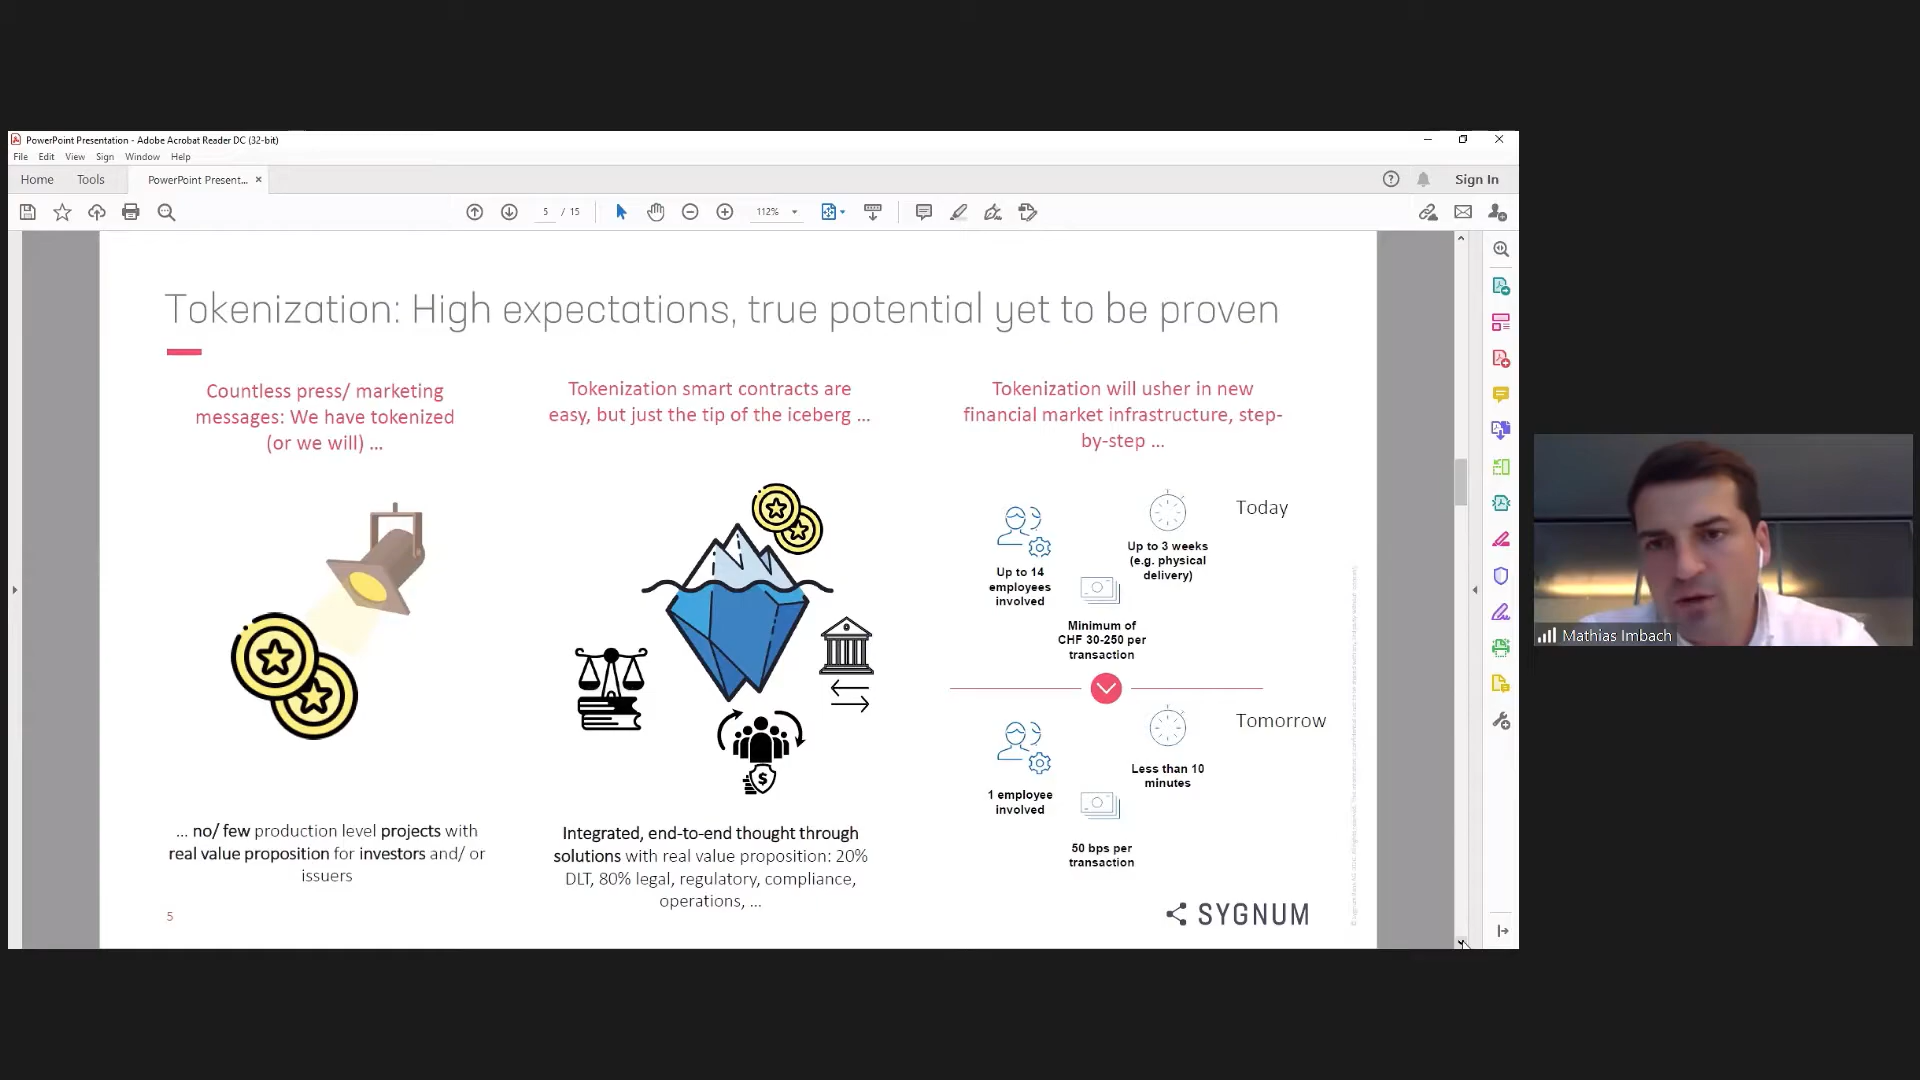 PowerPoint Presentation - Adobe Acrobat Reader DC (32-bit)
File Edit View Sign Window Help
Home Tools PowerPoint Present... ×
Sign In
5 / 15
112%
Tokenization: High expectations, true potential yet to be proven
Countless press/ marketing
messages: We have tokenized
(or we will) ...
... no/ few production level projects with
real value proposition for investors and/ or
issuers
Tokenization smart contracts are
easy, but just the tip of the iceberg ...
Integrated, end-to-end thought through
solutions with real value proposition: 20%
DLT, 80% legal, regulatory, compliance,
operations, ...
Tokenization will usher in new
financial market infrastructure, step-
by-step ...
Today
Up to 14
employees
involved
Up to 3 weeks
(e.g. physical
delivery)
Minimum of
CHF 30-250 per
transaction
Tomorrow
1 employee
involved
Less than 10
minutes
50 bps per
transaction
5
SYGNUM
Mathias Imbach